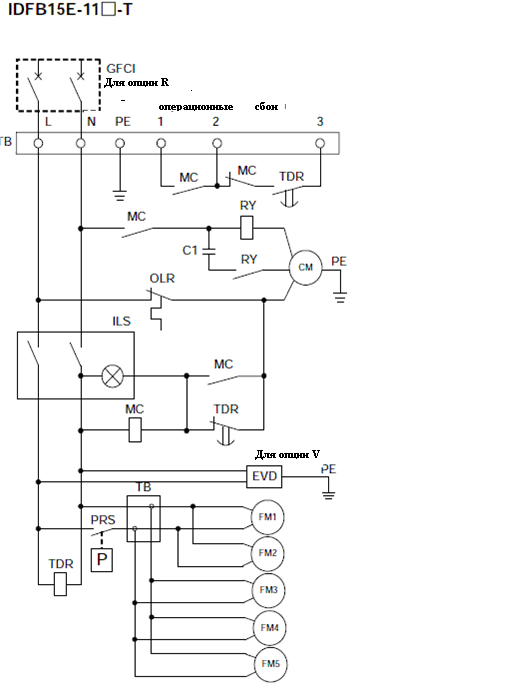 IDFB15E-11□-T
GFCI
Для опции R
операционные сбои
L N PE 1 2 3
TB
MC MC TDR
RY
MC
C1 RY CM PE
OLR
ILS
MC
MC TDR
Для опции V
EVD PE
TB
PRS FM1
P
TDR FM2
FM3
FM4
FM5